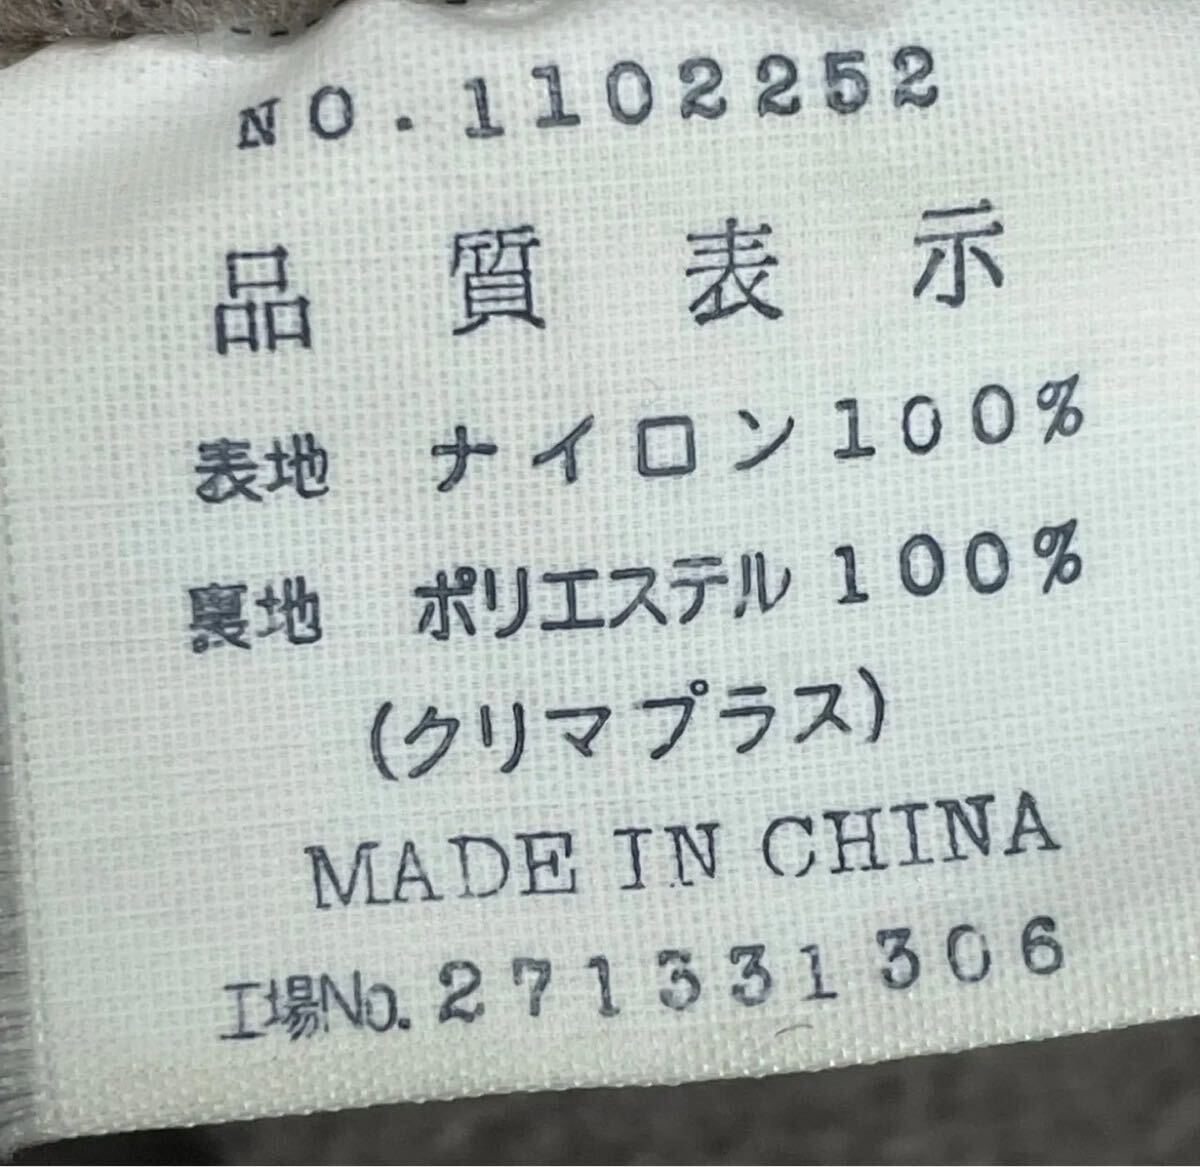 NO.1102252
品質表示
表地 ナイロン100%
裏地 ポリエステル100%
(クリマプラス)
MADE IN CHINA
工場No.271331306